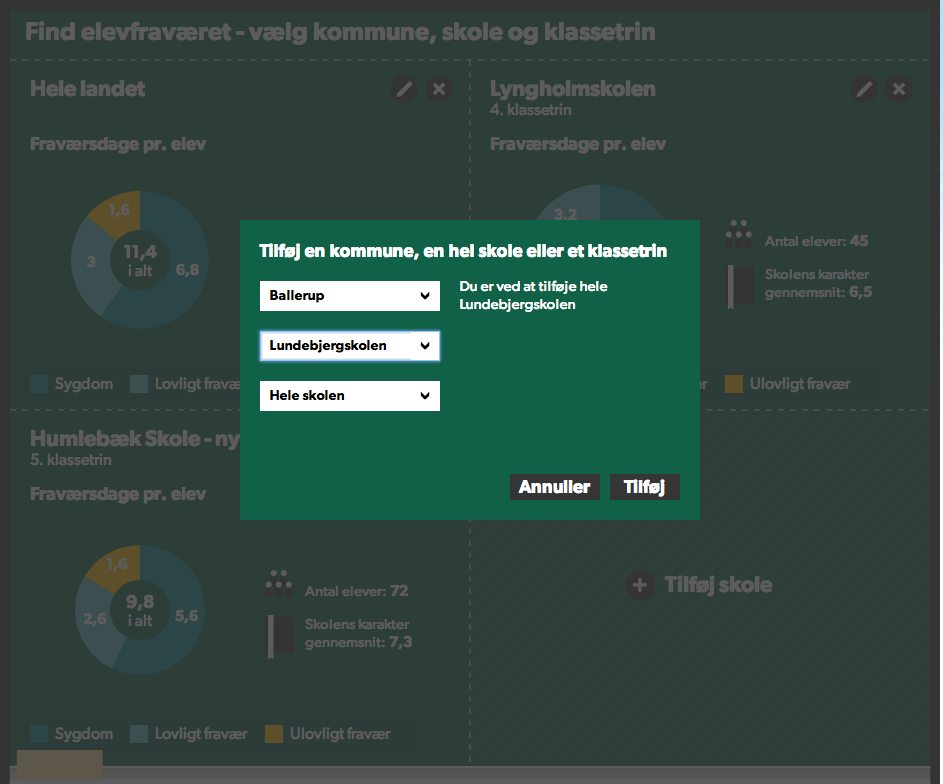 Find elevfraværet - vælg kommune, skole og klassetrin
Hele landet
Fraværsdage pr. elev
1,6
11,4
i alt
3
6,8
Sygdom
Lovligt fravæ
Lyngholmskolen
4. klassetrin
Fraværsdage pr. elev
3,2
Antal elever: 45
Skolens karakter
gennemsnit: 6,5
er
Ulovligt fravær
Tilføj en kommune, en hel skole eller et klassetrin
Ballerup
Du er ved at tilføje hele
Lundebjergskolen
Lundebjergskolen
Hele skolen
Annuller
Tilføj
Humlebæk Skole - ny
5. klassetrin
Fraværsdage pr. elev
1,6
9,8
i alt
2,6
5,6
Antal elever: 72
Skolens karakter
gennemsnit: 7,3
Sygdom
Lovligt fravær
Ulovligt fravær
Tilføj skole